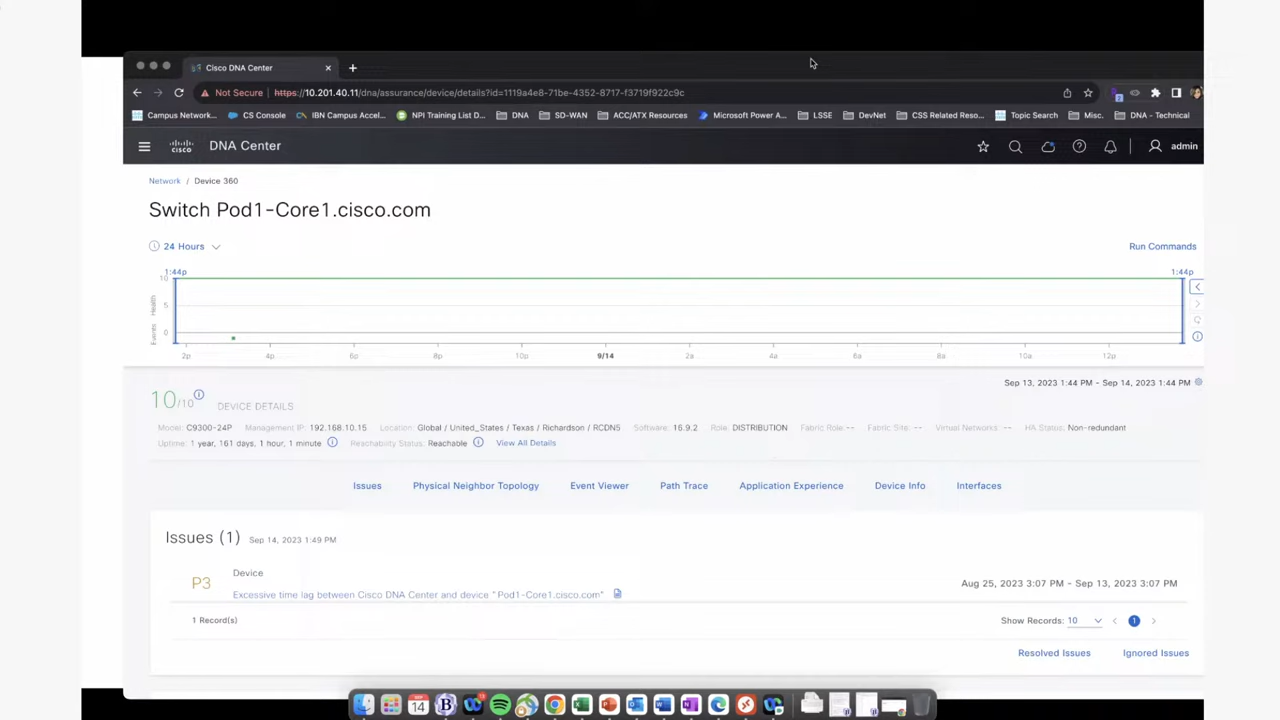 Cisco DNA Center
Not Secure | https://10.201.40.11/dna/assurance/device/details?id=1119a4e8-71be-4352-8717-f3719f922c9c
Campus Network... CS Console IBN Campus Accel... NPI Training List D... DNA SD-WAN ACC/ATX Resources Microsoft Power A... LSSE DevNet CSS Related Reso... Topic Search Misc. DNA - Technical
cisco DNA Center admin
Network / Device 360
Switch Pod1-Core1.cisco.com
24 Hours Run Commands
1:44p 1:44p
10
Health
5
0
Events
2p 4p 6p 8p 10p 9/14 2a 4a 6a 8a 10a 12p
Sep 13, 2023 1:44 PM - Sep 14, 2023 1:44 PM
10/10 DEVICE DETAILS
Model: C9300-24P Management IP: 192.168.10.15 Location: Global / United_States / Texas / Richardson / RCDN5 Software: 16.9.2 Role: DISTRIBUTION Fabric Role: -- Fabric Site: -- Virtual Networks: -- HA Status: Non-redundant
Uptime: 1 year, 161 days, 1 hour, 1 minute Reachability Status: Reachable View All Details
Issues Physical Neighbor Topology Event Viewer Path Trace Application Experience Device Info Interfaces
Issues (1) Sep 14, 2023 1:49 PM
Device
P3 Aug 25, 2023 3:07 PM - Sep 13, 2023 3:07 PM
Excessive time lag between Cisco DNA Center and device "Pod1-Core1.cisco.com"
1 Record(s) Show Records: 10 1
Resolved Issues Ignored Issues
SEP
14